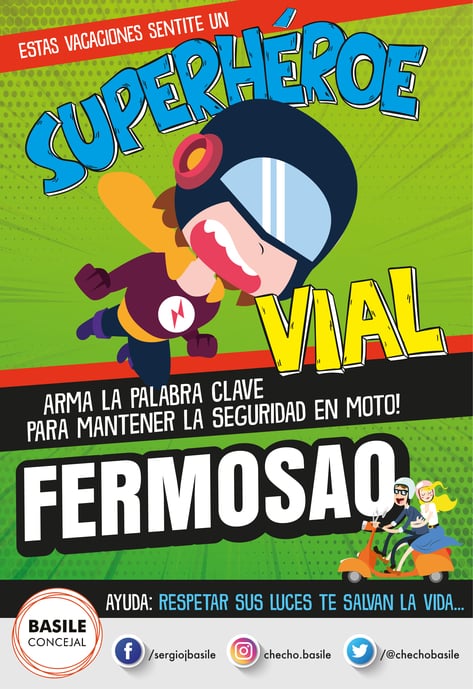 ESTAS VACACIONES SENTITE UN
SUPERHÉROE
VIAL
ARMA LA PALABRA CLAVE
PARA MANTENER LA SEGURIDAD EN MOTO!
FERMOSAO
AYUDA: RESPETAR SUS LUCES TE SALVAN LA VIDA...
BASILE
CONCEJAL
/sergiojbasile
checho.basile
@chechobasile